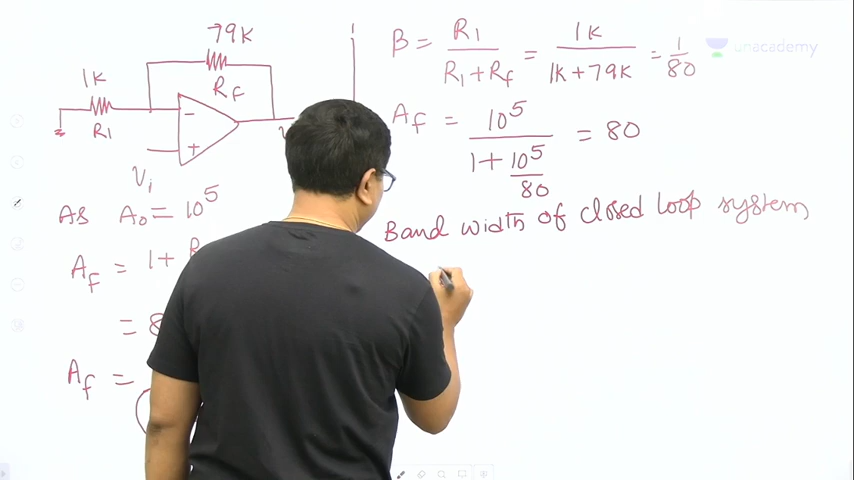 79K
1K
R1
Rf
-
+
Vi
As A0 = 10^5
Af = 1 + R
= 8
Af =
B = R1 / (R1 + Rf) = 1K / (1K + 79K) = 1/80
Af = 10^5 / (1 + 10^5/80) = 80
Band width of closed loop system
unacademy